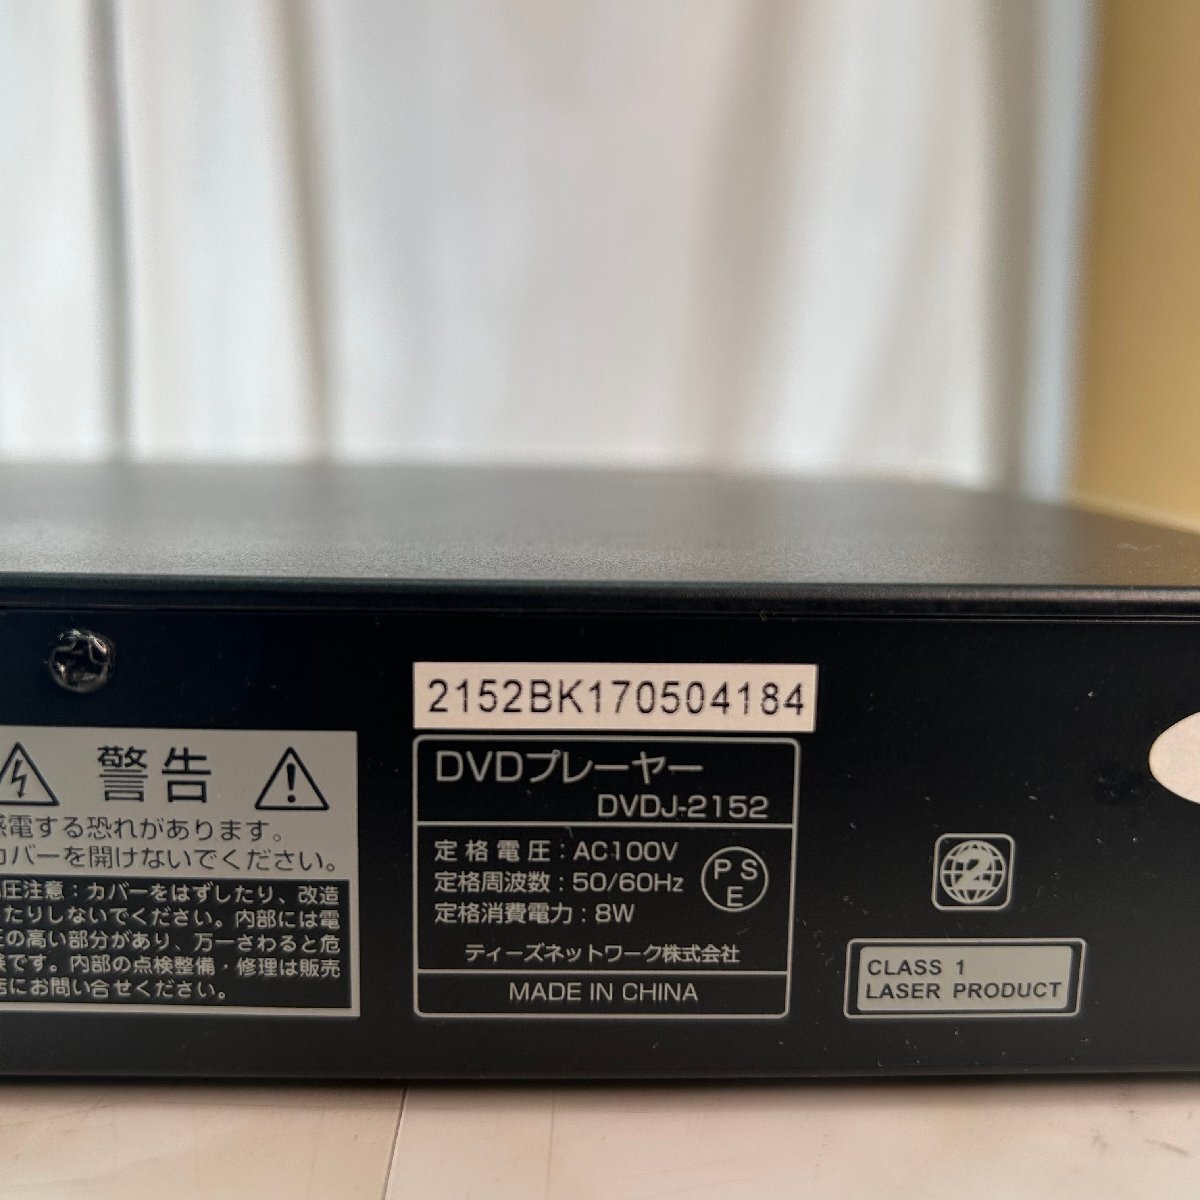 2152BK170504184
警告
感電する恐れがあります。
カバーを開けないでください。
圧注意：カバーをはずしたり、改造
したりしないでください。内部には電
圧の高い部分があり、万一さわると危
険です。内部の点検整備・修理は販売
店にお問い合せください。
DVDプレーヤー
DVDJ-2152
定格電圧：AC100V
定格周波数：50/60Hz
定格消費電力：8W
PSE
ティーズネットワーク株式会社
MADE IN CHINA
2
CLASS 1
LASER PRODUCT